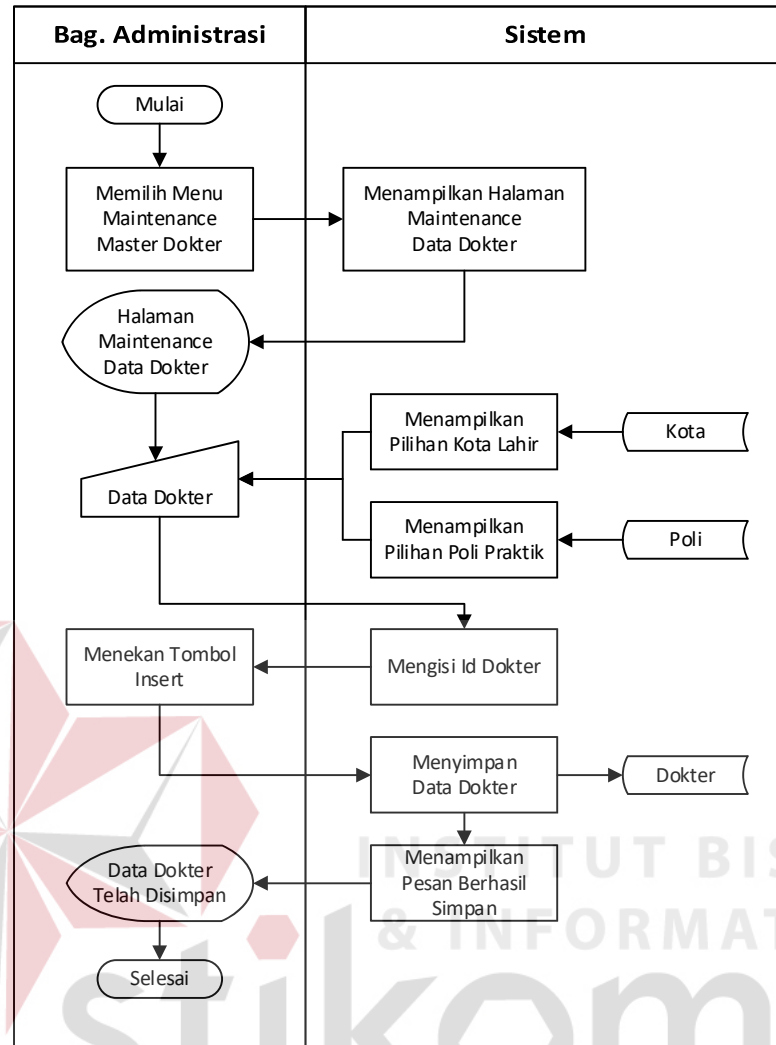 Bag. Administrasi
Sistem
Mulai
Memilih Menu
Maintenance
Master Dokter
Menampilkan Halaman
Maintenance
Data Dokter
Halaman
Maintenance
Data Dokter
Menampilkan
Pilihan Kota Lahir
Kota
Data Dokter
Menampilkan
Pilihan Poli Praktik
Poli
Menekan Tombol
Insert
Mengisi Id Dokter
Menyimpan
Data Dokter
Dokter
Data Dokter
Telah Disimpan
Menampilkan
Pesan Berhasil
Simpan
Selesai
INSTITUT BIS
& INFORMAT
stikom